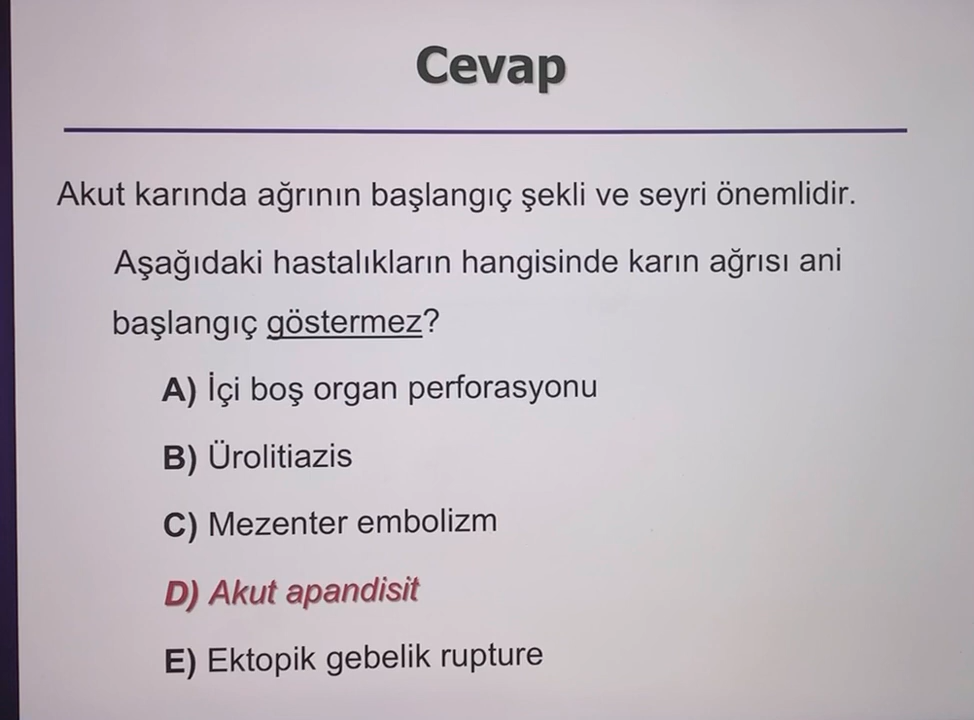 Cevap
Akut karında ağrının başlangıç şekli ve seyri önemlidir.
Aşağıdaki hastalıkların hangisinde karın ağrısı ani
başlangıç göstermez?
A) İçi boş organ perforasyonu
B) Ürolitiazis
C) Mezenter embolizm
D) Akut apandisit
E) Ektopik gebelik rupture